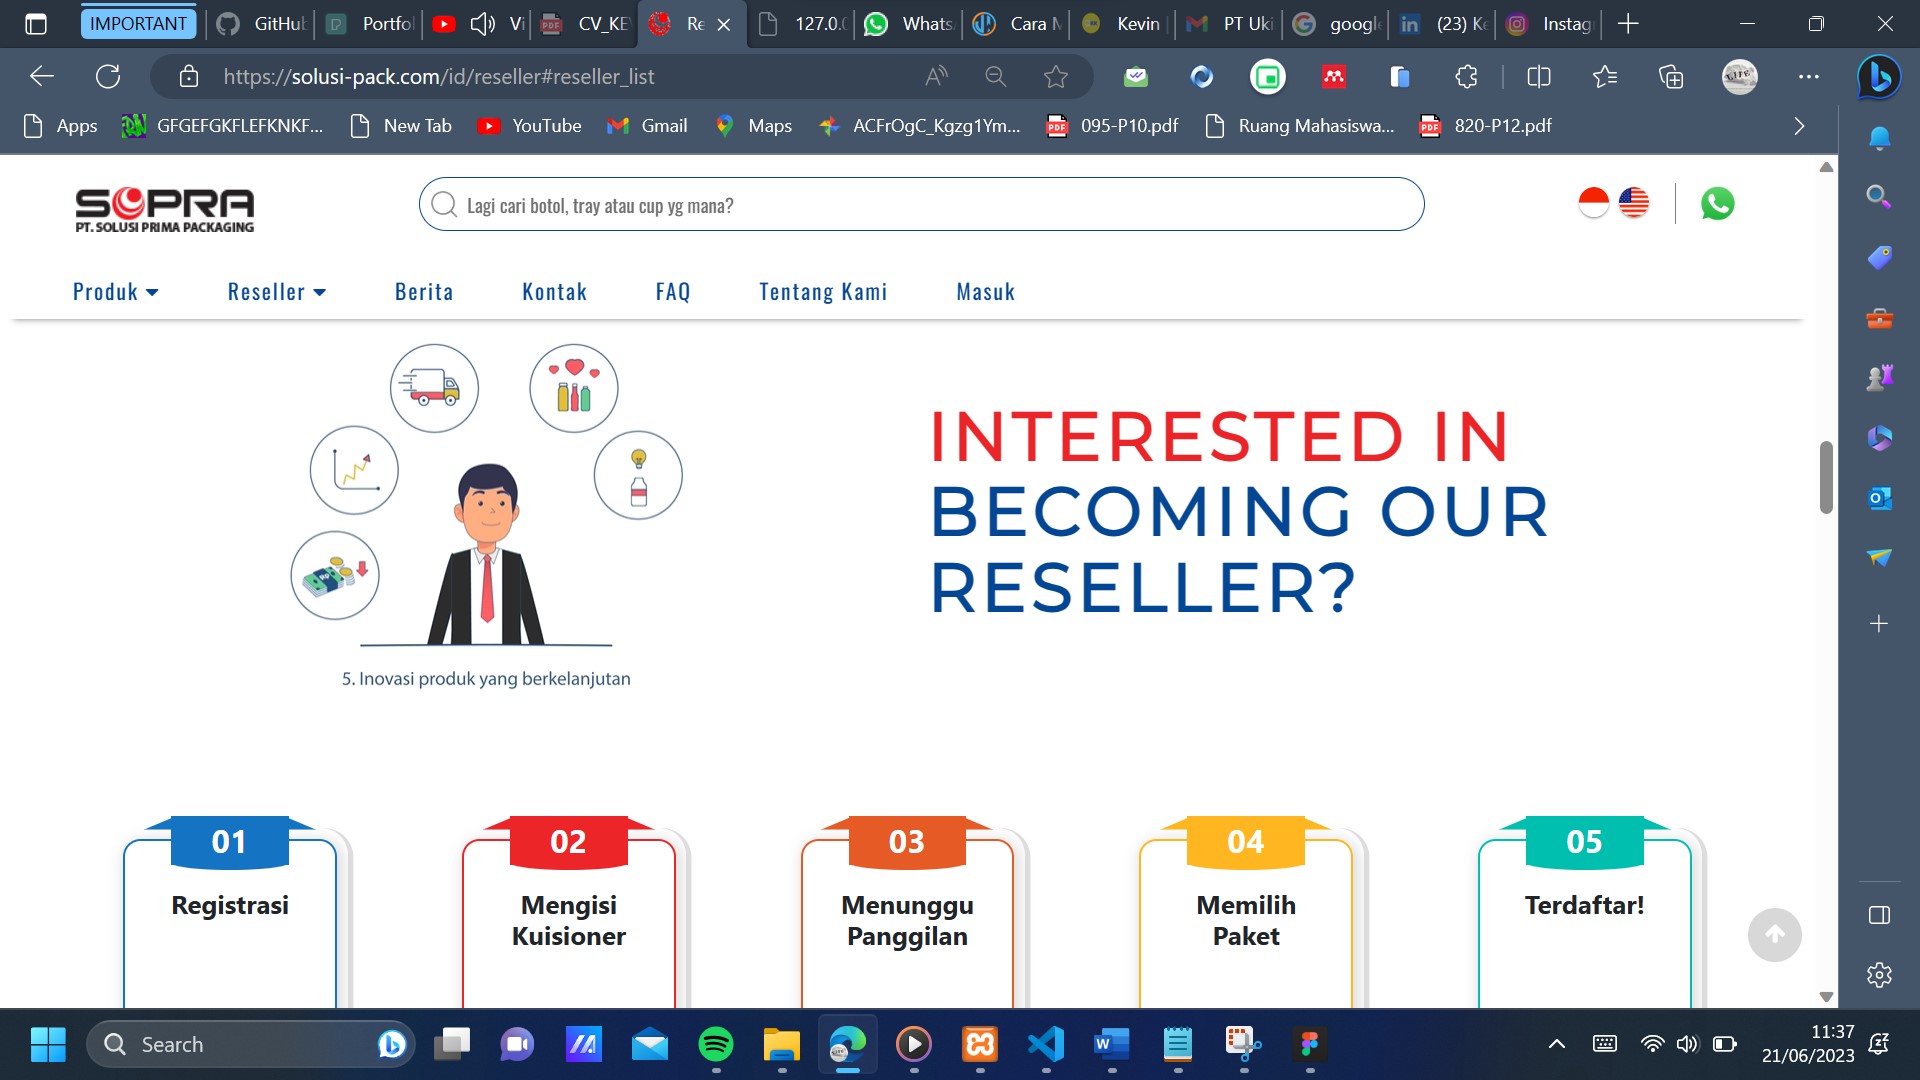 IMPORTANT
GitHub
Portfol
Vi
CV_KE
Re
127.0.0
Whats
Cara M
Kevin
PT Uki
google
(23) Ke
Instag
https://solusi-pack.com/id/reseller#reseller_list
Apps
GFGEFGKFLEFKNKF...
New Tab
YouTube
Gmail
Maps
ACFrOgC_Kgzg1Ym...
095-P10.pdf
Ruang Mahasiswa...
820-P12.pdf
SOPRA
PT. SOLUSI PRIMA PACKAGING
Lagi cari botol, tray atau cup yg mana?
Produk
Reseller
Berita
Kontak
FAQ
Tentang Kami
Masuk
INTERESTED IN
BECOMING OUR
RESELLER?
5. Inovasi produk yang berkelanjutan
01
Registrasi
02
Mengisi
Kuisioner
03
Menunggu
Panggilan
04
Memilih
Paket
05
Terdaftar!
Search
11:37
21/06/2023